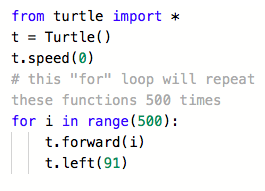 from turtle import *
t = Turtle()
t.speed(0)
# this "for" loop will repeat
these functions 500 times
for i in range(500):
    t.forward(i)
    t.left(91)